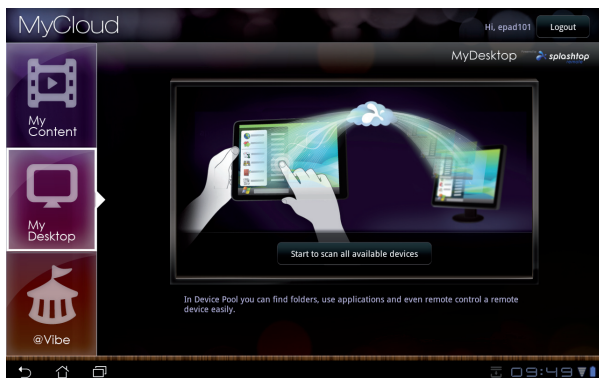 MyCloud
Hi, epad101
Logout
MyDesktop
splashtop
My
Content
My
Desktop
@Vibe
Start to scan all available devices
In Device Pool you can find folders, use applications and even remote control a remote
device easily.
09:49